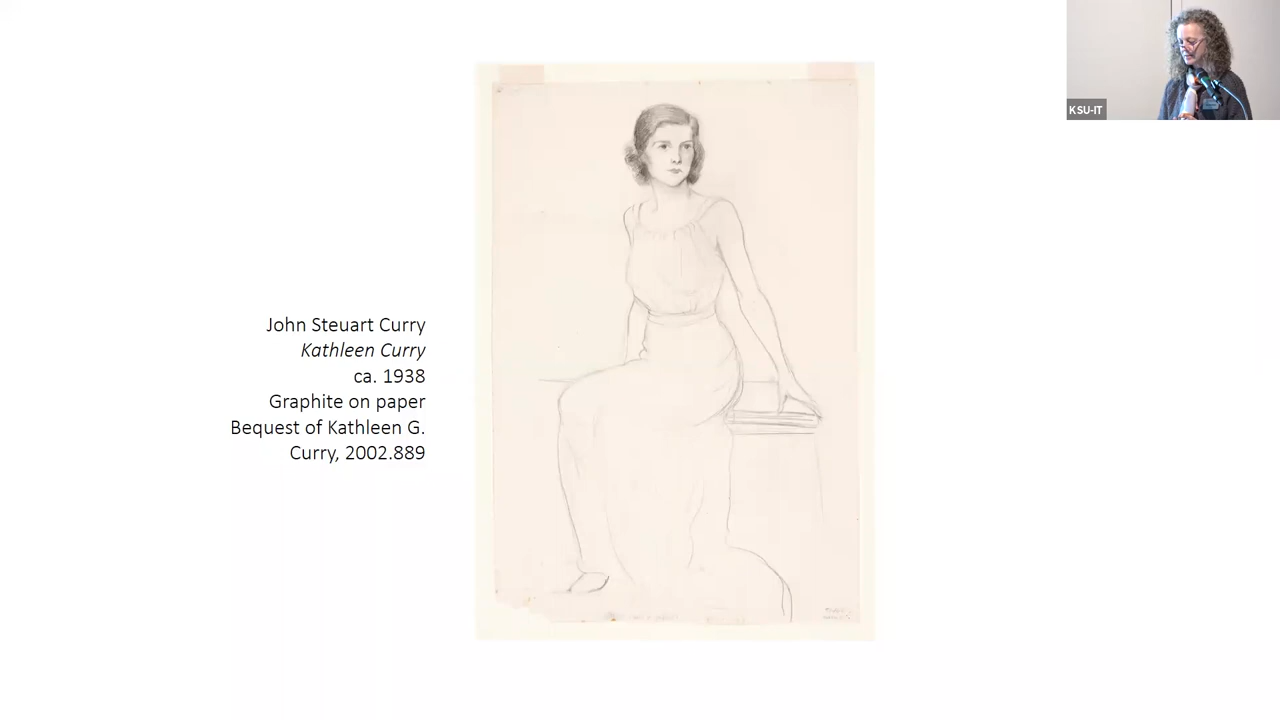 John Steuart Curry
Kathleen Curry
ca. 1938
Graphite on paper
Bequest of Kathleen G.
Curry, 2002.889
KSU-IT